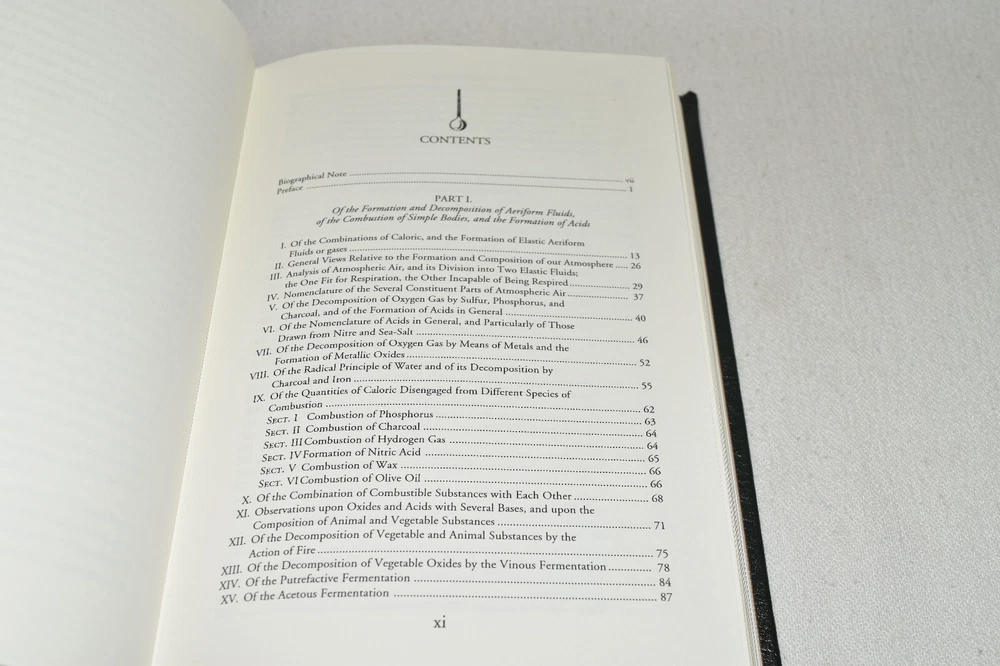 CONTENTS
Biographical Note ........ vii
Preface ........ 1
PART I.
Of the Formation and Decomposition of Aeriform Fluids,
of the Combustion of Simple Bodies, and the Formation of Acids
I. Of the Combinations of Caloric, and the Formation of Elastic Aeriform
Fluids or gases ........ 13
II. General Views Relative to the Formation and Composition of our Atmosphere ..... 26
III. Analysis of Atmospheric Air, and its Division into Two Elastic Fluids;
the One Fit for Respiration, the Other Incapable of Being Respired ........ 29
IV. Nomenclature of the Several Constituent Parts of Atmospheric Air ........ 37
V. Of the Decomposition of Oxygen Gas by Sulfur, Phosphorus, and
Charcoal, and of the Formation of Acids in General ........ 40
VI. Of the Nomenclature of Acids in General, and Particularly of Those
Drawn from Nitre and Sea-Salt ........ 46
VII. Of the Decomposition of Oxygen Gas by Means of Metals and the
Formation of Metallic Oxides ........ 52
VIII. Of the Radical Principle of Water and of its Decomposition by
Charcoal and Iron ........ 55
IX. Of the Quantities of Caloric Disengaged from Different Species of
Combustion ........ 62
SECT. I Combustion of Phosphorus ........ 63
SECT. II Combustion of Charcoal ........ 64
SECT. III Combustion of Hydrogen Gas ........ 64
SECT. IV Formation of Nitric Acid ........ 65
SECT. V Combustion of Wax ........ 66
SECT. VI Combustion of Olive Oil ........ 66
X. Of the Combination of Combustible Substances with Each Other ........ 68
XI. Observations upon Oxides and Acids with Several Bases, and upon the
Composition of Animal and Vegetable Substances ........ 71
XII. Of the Decomposition of Vegetable and Animal Substances by the
Action of Fire ........ 75
XIII. Of the Decomposition of Vegetable Oxides by the Vinous Fermentation ........ 78
XIV. Of the Putrefactive Fermentation ........ 84
XV. Of the Acetous Fermentation ........ 87
xi